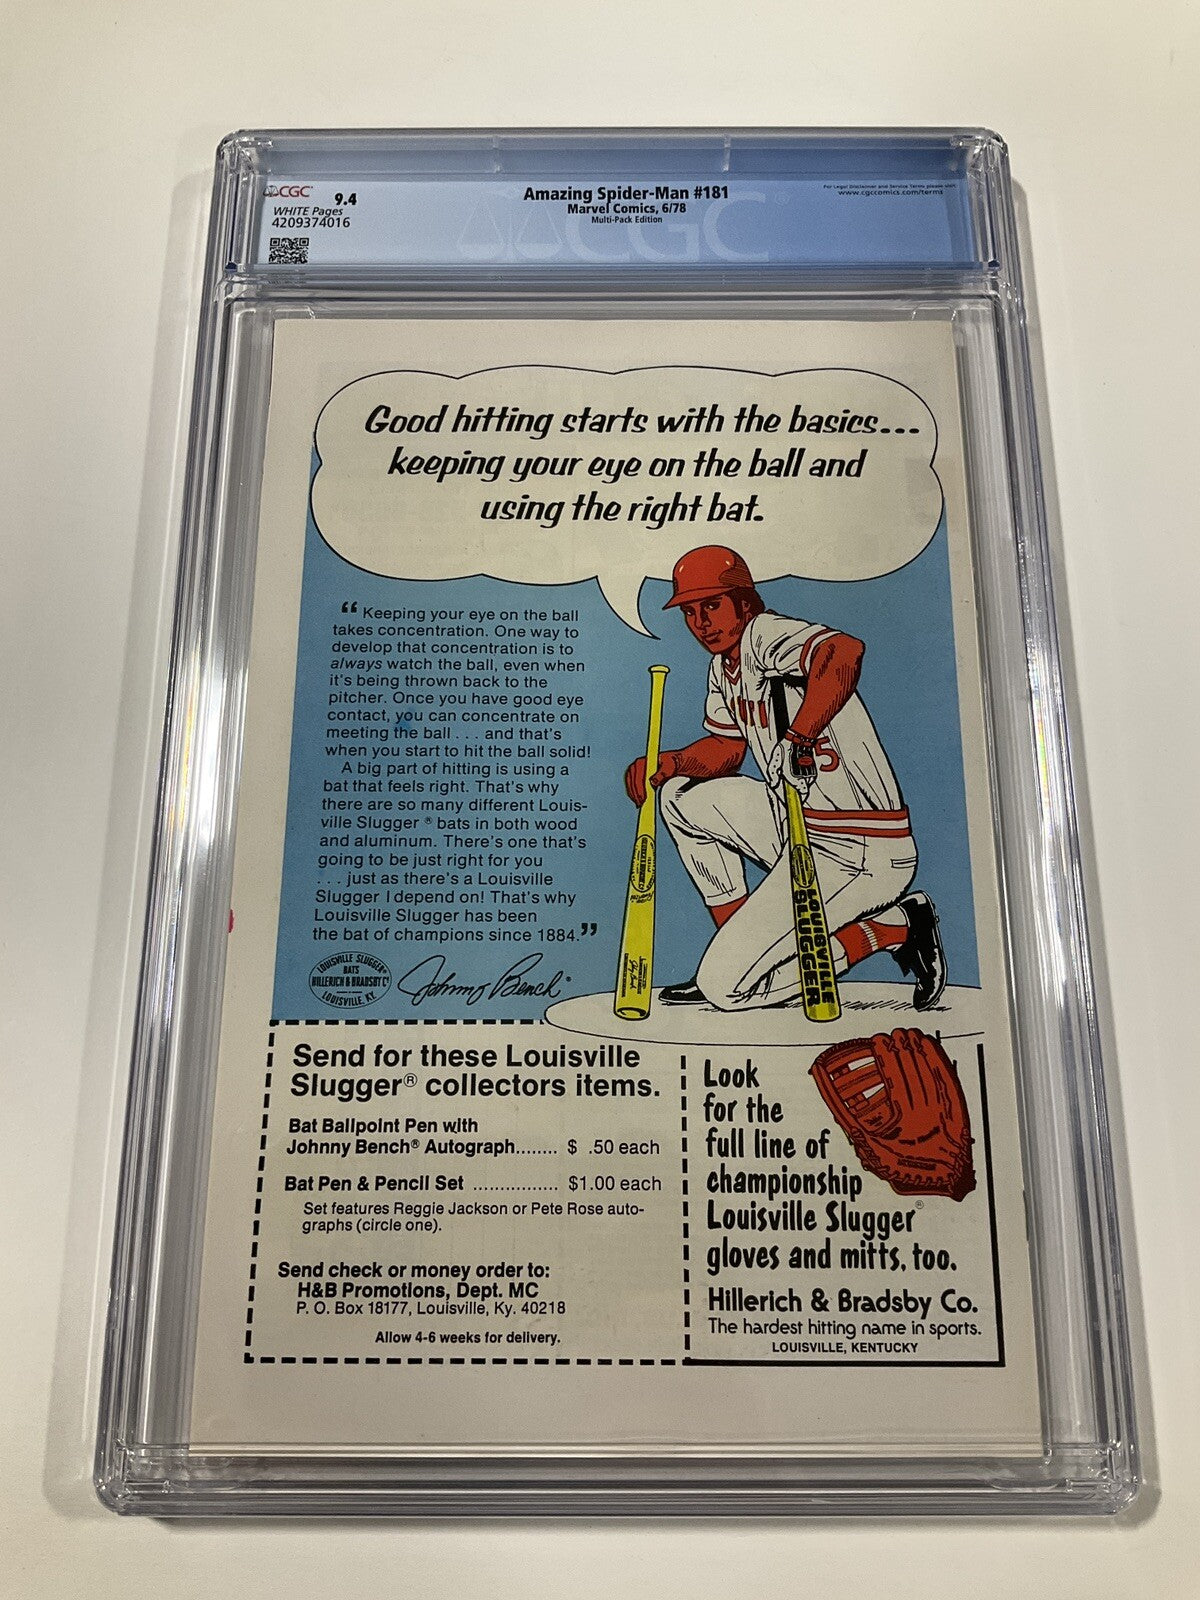 CGC 9.4
WHITE Pages
4209374016
Amazing Spider-Man #181
Marvel Comics, 6/78
Multi-Pack Edition
For Legal Disclaimer and Service Terms please visit
www.cgccomics.com/terms
CGC
Good hitting starts with the basics...
keeping your eye on the ball and
using the right bat.
“ Keeping your eye on the ball
takes concentration. One way to
develop that concentration is to
always watch the ball, even when
it's being thrown back to the
pitcher. Once you have good eye
contact, you can concentrate on
meeting the ball . . . and that's
when you start to hit the ball solid!
A big part of hitting is using a
bat that feels right. That's why
there are so many different Louis-
ville Slugger ® bats in both wood
and aluminum. There's one that's
going to be just right for you
. . . just as there's a Louisville
Slugger I depend on! That's why
Louisville Slugger has been
the bat of champions since 1884.”
LOUISVILLE SLUGGER®
BATS
HILLERICH & BRADSBY Co
LOUISVILLE, KY.
Johnny Bench®
5
LOUISVILLE
SLUGGER
Send for these Louisville
Slugger® collectors items.
Bat Ballpoint Pen with
Johnny Bench® Autograph........ $ .50 each
Bat Pen & Pencil Set ................ $1.00 each
Set features Reggie Jackson or Pete Rose auto-
graphs (circle one).
Send check or money order to:
H&B Promotions, Dept. MC
P. O. Box 18177, Louisville, Ky. 40218
Allow 4-6 weeks for delivery.
Look
for the
full line of
championship
Louisville Slugger®
gloves and mitts, too.
Hillerich & Bradsby Co.
The hardest hitting name in sports.
LOUISVILLE, KENTUCKY